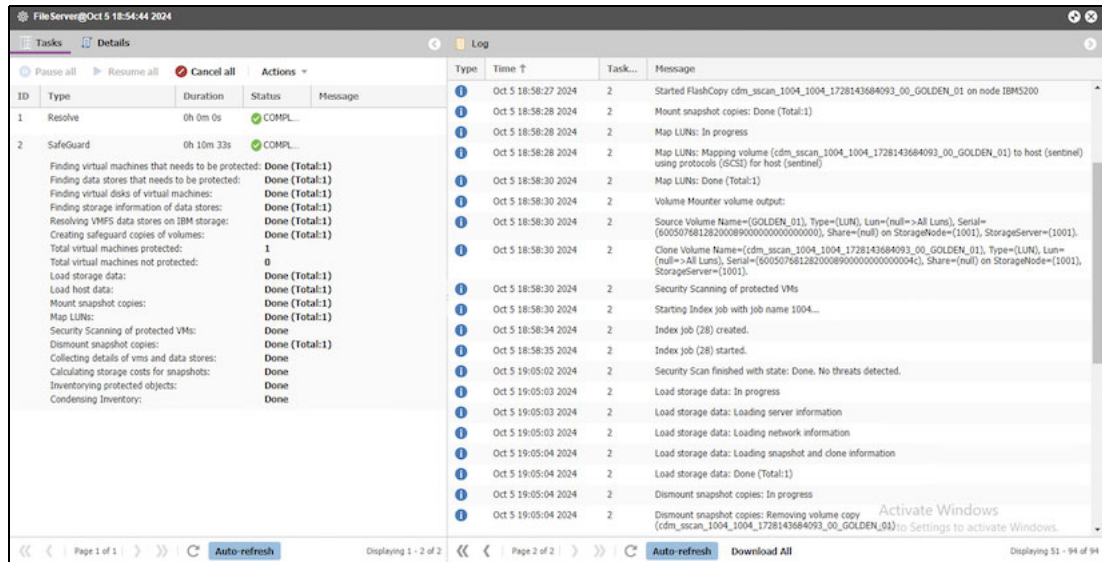 FileServer@Oct 5 18:54:44 2024
Tasks Details
Pause all Resume all Cancel all Actions
ID Type Duration Status Message
1 Resolve 0h 0m 0s COMPL...
2 SafeGuard 0h 10m 33s COMPL...
Finding virtual machines that needs to be protected: Done (Total:1)
Finding data stores that needs to be protected: Done (Total:1)
Finding virtual disks of virtual machines: Done (Total:1)
Finding storage information of data stores: Done (Total:1)
Resolving VMFS data stores on IBM storage: Done (Total:1)
Creating safeguard copies of volumes: Done (Total:1)
Total virtual machines protected: 1
Total virtual machines not protected: 0
Load storage data: Done (Total:1)
Load host data: Done (Total:1)
Mount snapshot copies: Done (Total:1)
Map LUNs: Done (Total:1)
Security Scanning of protected VMs: Done
Dismount snapshot copies: Done (Total:1)
Collecting details of vms and data stores: Done
Calculating storage costs for snapshots: Done
Inventorying protected objects: Done
Condensing Inventory: Done
Page 1 of 1 Auto-refresh Displaying 1 - 2 of 2
Log
Type Time ↑ Task... Message
Oct 5 18:58:27 2024 2 Started FlashCopy cdm_sscan_1004_1004_1728143684093_00_GOLDEN_01 on node IBM5200
Oct 5 18:58:28 2024 2 Mount snapshot copies: Done (Total:1)
Oct 5 18:58:28 2024 2 Map LUNs: In progress
Oct 5 18:58:28 2024 2 Map LUNs: Mapping volume (cdm_sscan_1004_1004_1728143684093_00_GOLDEN_01) to host (sentinel)
using protocols (iSCSI) for host (sentinel)
Oct 5 18:58:30 2024 2 Map LUNs: Done (Total:1)
Oct 5 18:58:30 2024 2 Volume Mounter volume output:
Oct 5 18:58:30 2024 2 Source Volume Name=(GOLDEN_01), Type=(LUN), Lun=(null=>All Luns), Serial=
Share=(null) on StorageNode=(1001), StorageServer=(1001).
Oct 5 18:58:30 2024 2 Clone Volume Name=(cdm_sscan_1004_1004_1728143684093_00_GOLDEN_01), Type=(LUN), Lun=
(null=>All Luns), Share=(null) on StorageNode=(1001),
StorageServer=(1001).
Oct 5 18:58:30 2024 2 Security Scanning of protected VMs
Oct 5 18:58:30 2024 2 Starting Index job with job name 1004...
Oct 5 18:58:34 2024 2 Index job (28) created.
Oct 5 18:58:35 2024 2 Index job (28) started.
Oct 5 19:05:02 2024 2 Security Scan finished with state: Done. No threats detected.
Oct 5 19:05:03 2024 2 Load storage data: In progress
Oct 5 19:05:03 2024 2 Load storage data: Loading server information
Oct 5 19:05:03 2024 2 Load storage data: Loading network information
Oct 5 19:05:04 2024 2 Load storage data: Loading snapshot and clone information
Oct 5 19:05:04 2024 2 Load storage data: Done (Total:1)
Oct 5 19:05:04 2024 2 Dismount snapshot copies: In progress
Oct 5 19:05:04 2024 2 Dismount snapshot copies: Removing volume copy
(cdm_sscan_1004_1004_1728143684093_00_GOLDEN_01)
Activate Windows
to Settings to activate Windows.
Page 2 of 2 Auto-refresh Download All Displaying 51 - 94 of 94